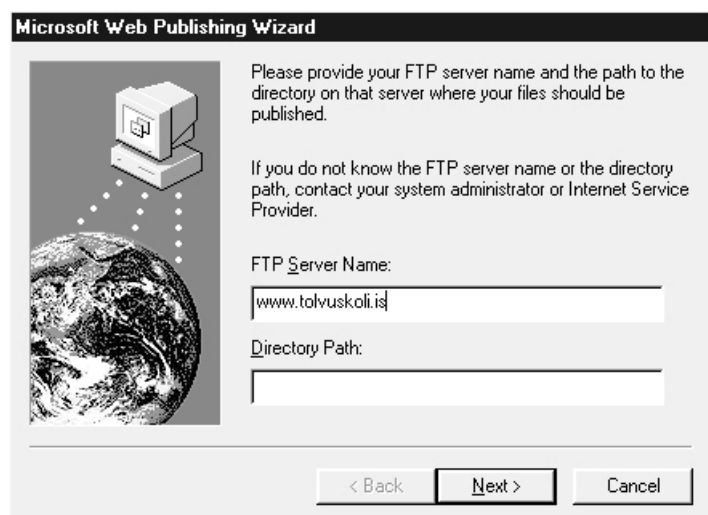 Microsoft Web Publishing Wizard
Please provide your FTP server name and the path to the
directory on that server where your files should be
published.
If you do not know the FTP server name or the directory
path, contact your system administrator or Internet Service
Provider.
FTP Server Name:
www.tolvuskoli.is
Directory Path:
< Back
Next >
Cancel